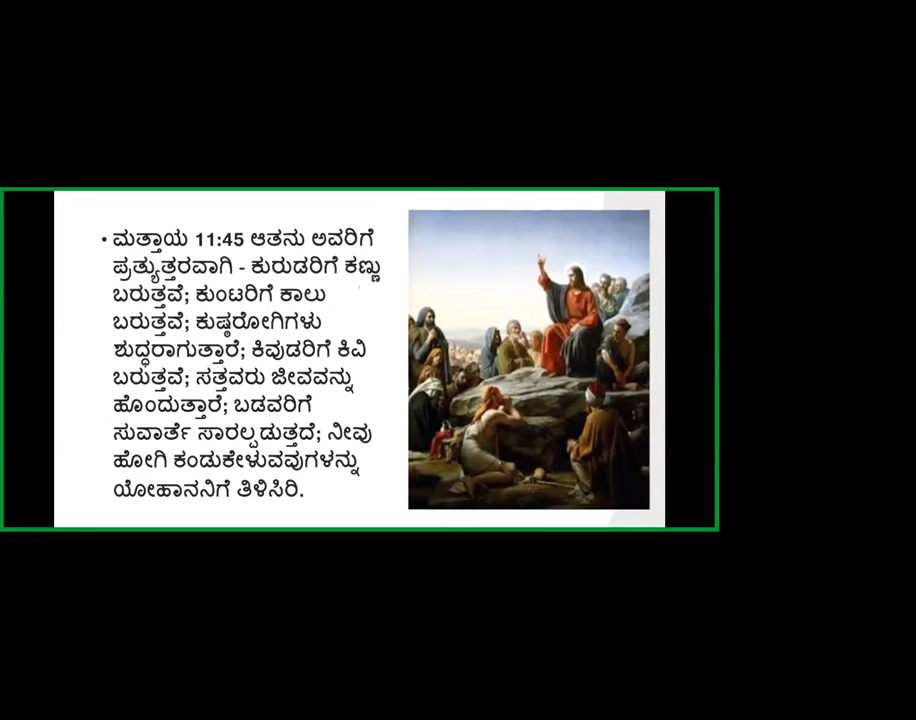 • ಮತ್ತಾಯ 11:45 ಆತನು ಅವರಿಗೆ
ಪ್ರತ್ಯುತ್ತರವಾಗಿ - ಕುರುಡರಿಗೆ ಕಣ್ಣು
ಬರುತ್ತವೆ; ಕುಂಟರಿಗೆ ಕಾಲು
ಬರುತ್ತವೆ; ಕುಷ್ಠರೋಗಿಗಳು
ಶುದ್ಧರಾಗುತ್ತಾರೆ; ಕಿವುಡರಿಗೆ ಕಿವಿ
ಬರುತ್ತವೆ; ಸತ್ತವರು ಜೀವವನ್ನು
ಹೊಂದುತ್ತಾರೆ; ಬಡವರಿಗೆ
ಸುವಾರ್ತೆ ಸಾರಲ್ಪಡುತ್ತದೆ; ನೀವು
ಹೋಗಿ ಕಂಡುಕೇಳುವವುಗಳನ್ನು
ಯೋಹಾನನಿಗೆ ತಿಳಿಸಿರಿ.